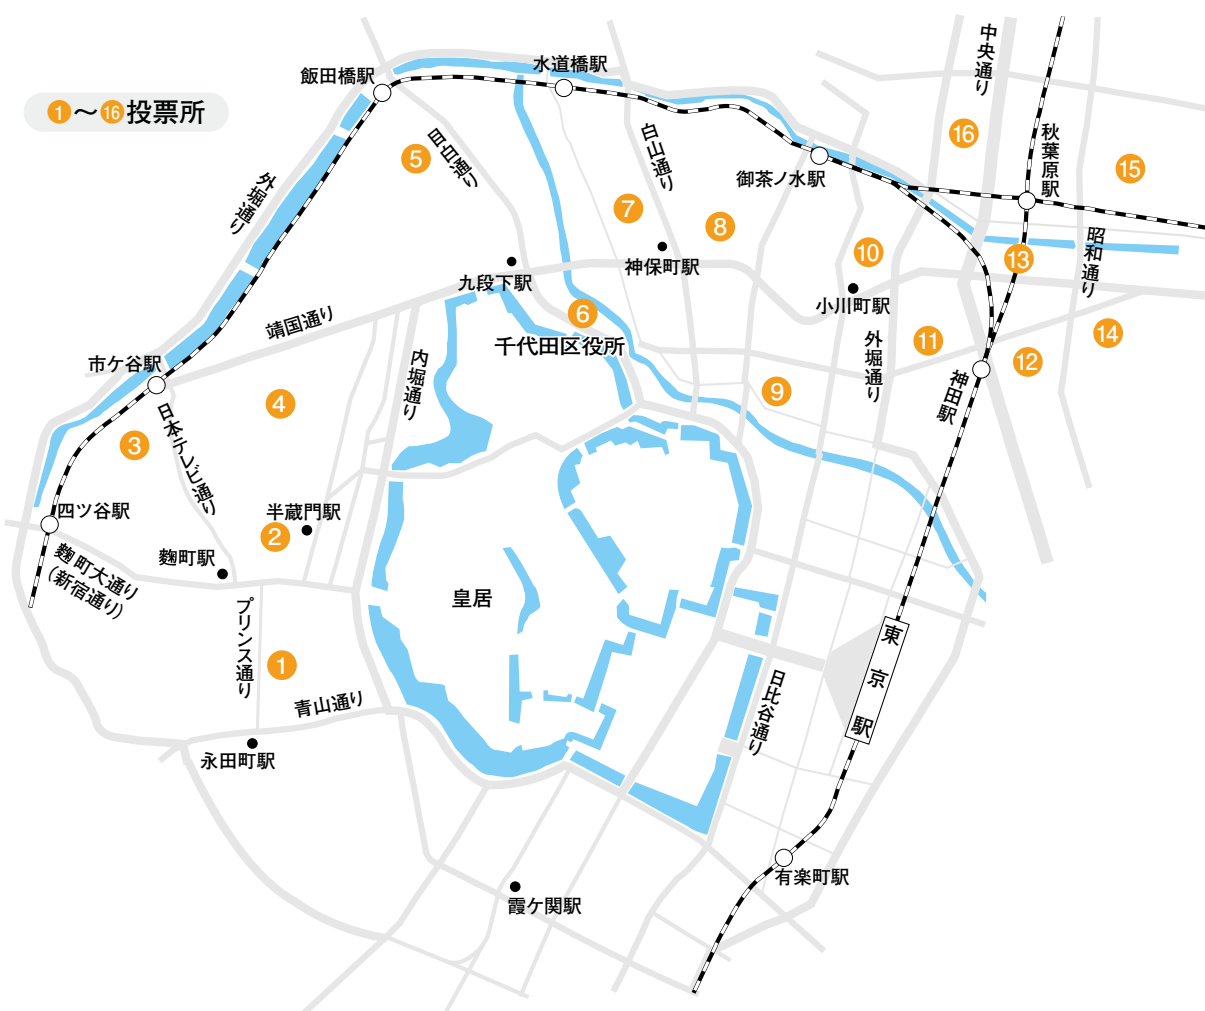 1～16投票所
飯田橋駅
水道橋駅
中央通り
16
秋葉原駅
15
目白通り
5
白山通り
御茶ノ水駅
外堀通り
7
8
10
13
昭和通り
九段下駅
神保町駅
小川町駅
靖国通り
6
千代田区役所
外堀通り
11
12
14
市ケ谷駅
内堀通り
9
神田駅
4
日本テレビ通り
3
四ツ谷駅
半蔵門駅
2
麴町駅
麴町大通り
(新宿通り)
皇居
プリンス通り
1
東京駅
日比谷通り
青山通り
永田町駅
有楽町駅
霞ケ関駅